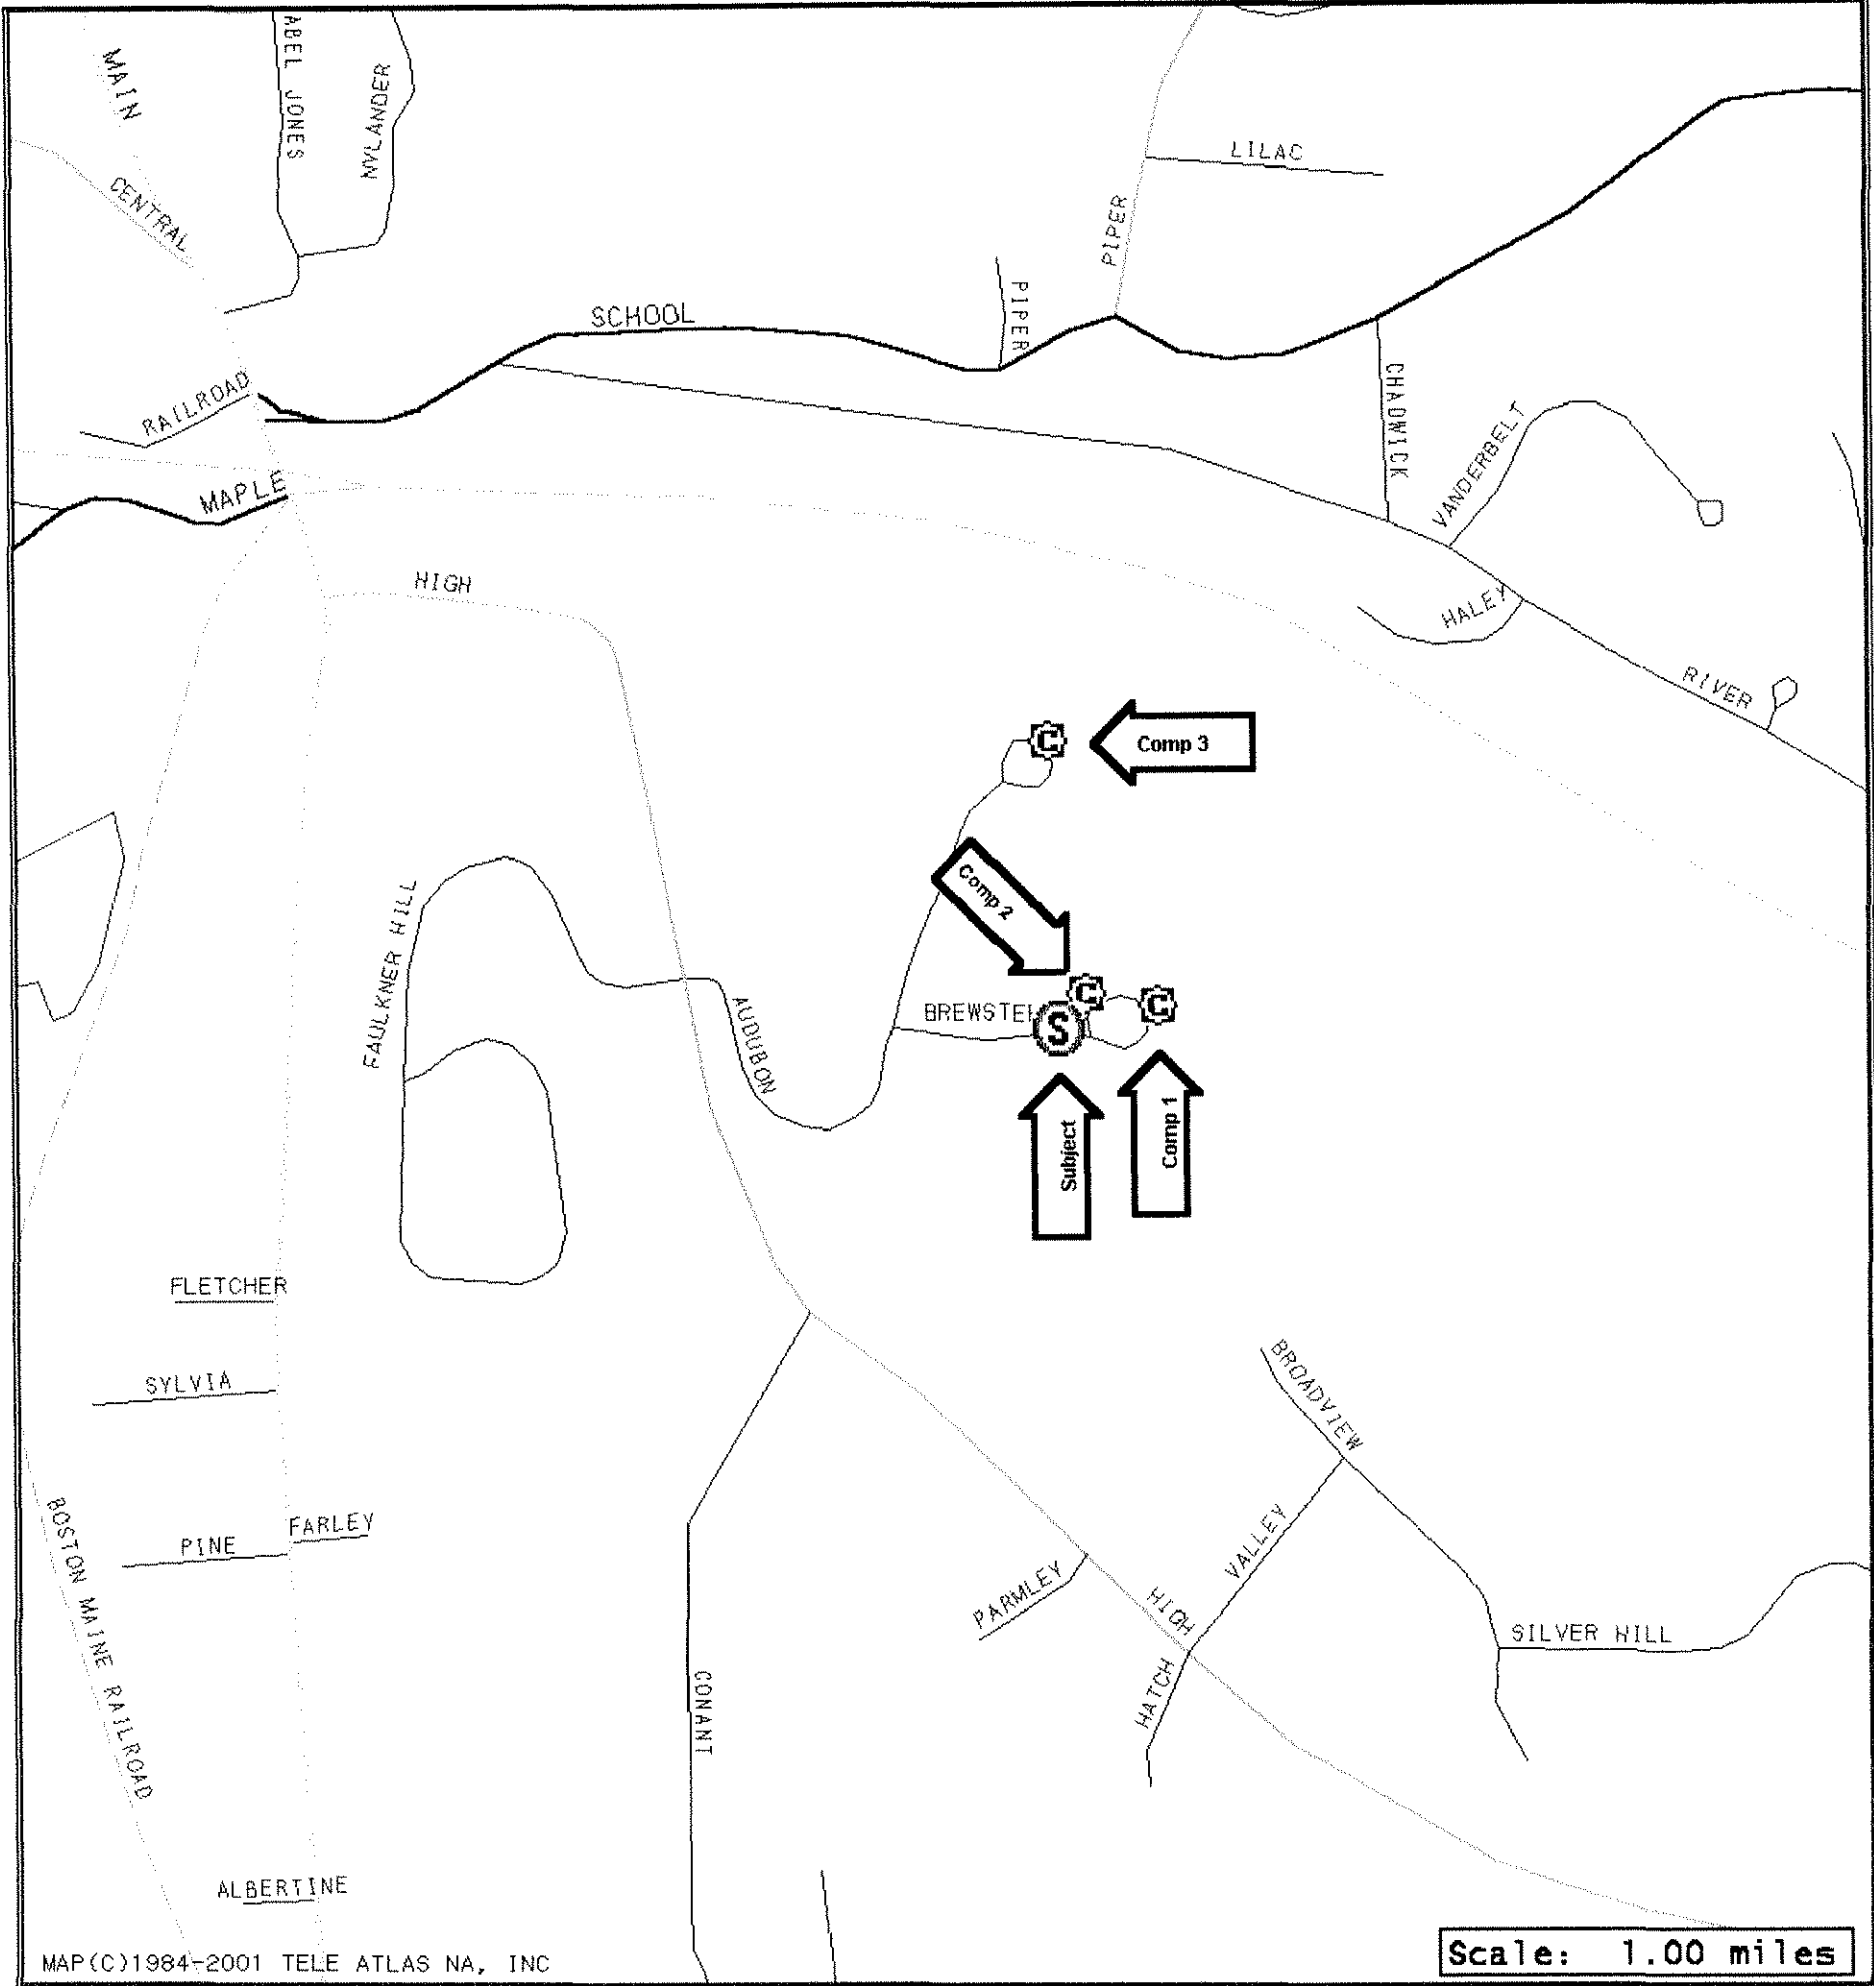 MAIN
ABEL JONES
NYLANDER
CENTRAL
LILAC
PIPER
PIPER
SCHOOL
RAILROAD
MAPLE
CHADWICK
VANDERBELT
HIGH
HALEY
RIVER
C
Comp 3
Comp 2
FAULKNER HILL
AUDUBON
BREWSTE
S
C
C
Subject
Comp 1
FLETCHER
SYLVIA
BROADVIEW
BOSTON MAINE RAILROAD
PINE
FARLEY
VALLEY
PARMLEY
HIGH
HATCH
SILVER HILL
CONANT
ALBERTINE
MAP(C)1984-2001 TELE ATLAS NA, INC
Scale: 1.00 miles